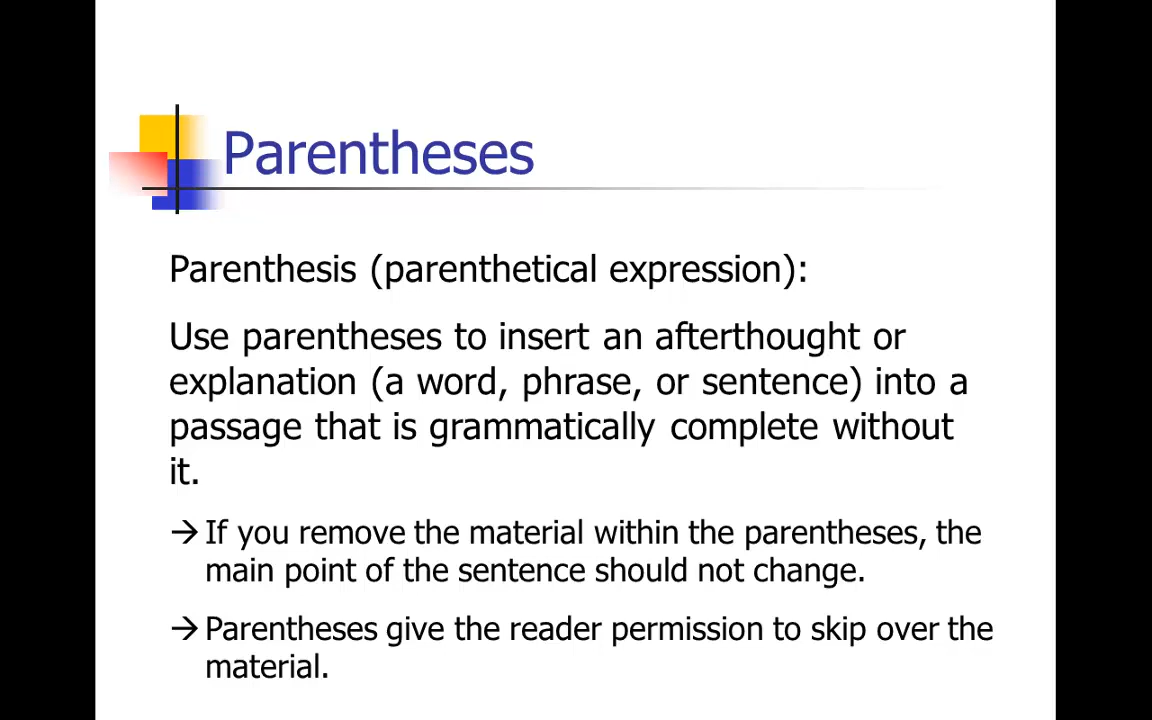 Parentheses
Parenthesis (parenthetical expression):
Use parentheses to insert an afterthought or
explanation (a word, phrase, or sentence) into a
passage that is grammatically complete without
it.
→ If you remove the material within the parentheses, the
main point of the sentence should not change.
→ Parentheses give the reader permission to skip over the
material.